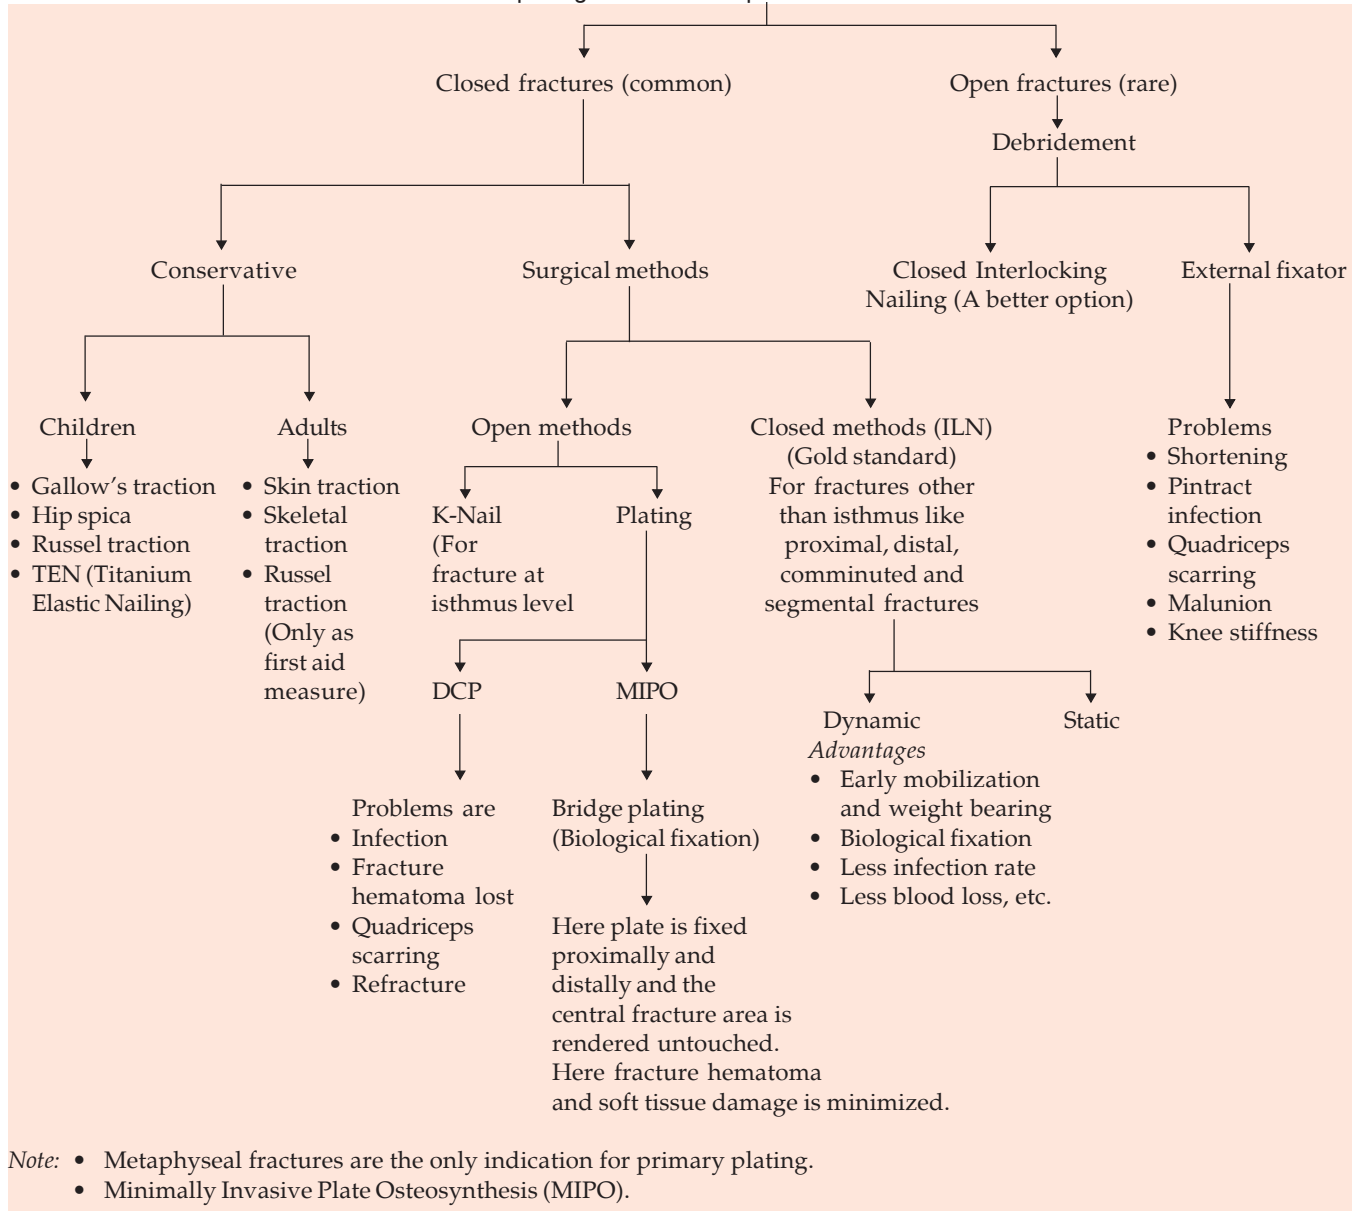 Closed fractures (common)
Open fractures (rare)
Debridement
Conservative
Surgical methods
Closed Interlocking
Nailing (A better option)
External fixator
Children
• Gallow's traction
• Hip spica
• Russel traction
• TEN (Titanium
Elastic Nailing)
Adults
• Skin traction
• Skeletal
traction
• Russel
traction
(Only as
first aid
measure)
Open methods
K-Nail
(For
fracture at
isthmus level
Plating
DCP
Problems are
• Infection
• Fracture
hematoma lost
• Quadriceps
scarring
• Refracture
MIPO
Bridge plating
(Biological fixation)
Here plate is fixed
proximally and
distally and the
central fracture area is
rendered untouched.
Here fracture hematoma
and soft tissue damage is minimized.
Closed methods (ILN)
(Gold standard)
For fractures other
than isthmus like
proximal, distal,
comminuted and
segmental fractures
Dynamic
Advantages
• Early mobilization
and weight bearing
• Biological fixation
• Less infection rate
• Less blood loss, etc.
Static
Problems
• Shortening
• Pintract
infection
• Quadriceps
scarring
• Malunion
• Knee stiffness
Note: • Metaphyseal fractures are the only indication for primary plating.
• Minimally Invasive Plate Osteosynthesis (MIPO).